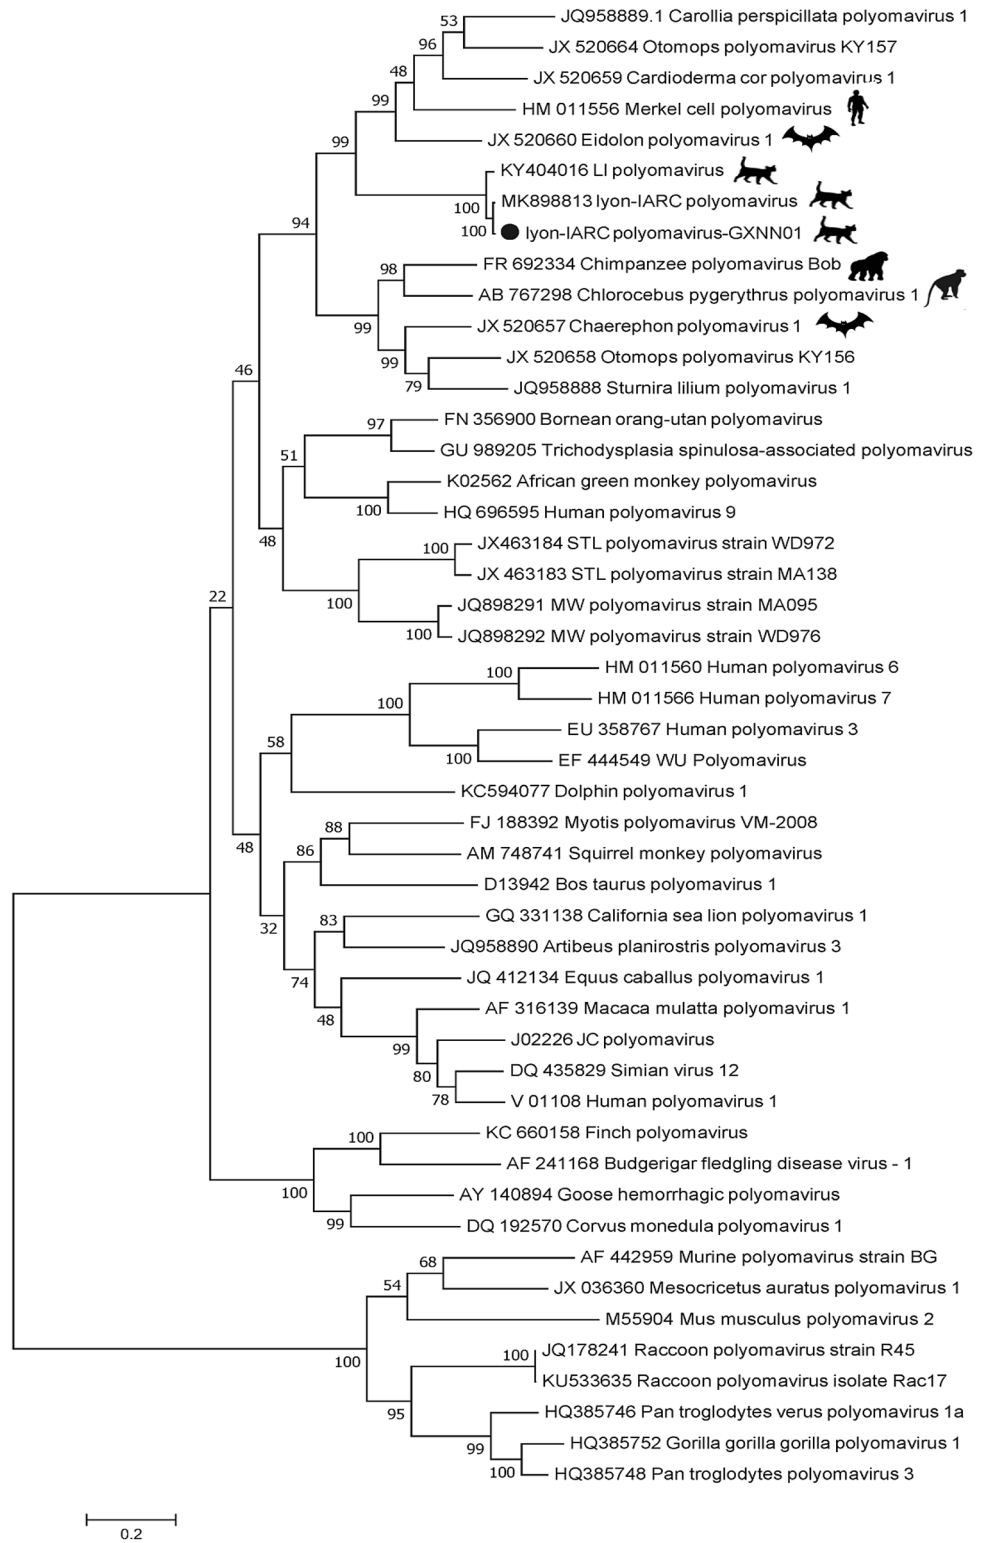 53
JQ958889.1 Carollia perspicillata polyomavirus 1
96
JX 520664 Otomops polyomavirus KY157
48
JX 520659 Cardioderma cor polyomavirus 1
99
HM 011556 Merkel cell polyomavirus
99
JX 520660 Eidolon polyomavirus 1
KY404016 LI polyomavirus
100
MK898813 lyon-IARC polyomavirus
100
lyon-IARC polyomavirus-GXNN01
94
98
FR 692334 Chimpanzee polyomavirus Bob
AB 767298 Chlorocebus pygerythrus polyomavirus 1
99
JX 520657 Chaerephon polyomavirus 1
99
JX 520658 Otomops polyomavirus KY156
79
JQ958888 Sturnira lilium polyomavirus 1
46
97
FN 356900 Bornean orang-utan polyomavirus
51
GU 989205 Trichodysplasia spinulosa-associated polyomavirus
K02562 African green monkey polyomavirus
100
HQ 696595 Human polyomavirus 9
48
100
JX463184 STL polyomavirus strain WD972
JX 463183 STL polyomavirus strain MA138
100
JQ898291 MW polyomavirus strain MA095
100
JQ898292 MW polyomavirus strain WD976
22
100
HM 011560 Human polyomavirus 6
HM 011566 Human polyomavirus 7
100
EU 358767 Human polyomavirus 3
100
EF 444549 WU Polyomavirus
58
KC594077 Dolphin polyomavirus 1
48
88
FJ 188392 Myotis polyomavirus VM-2008
86
AM 748741 Squirrel monkey polyomavirus
D13942 Bos taurus polyomavirus 1
32
83
GQ 331138 California sea lion polyomavirus 1
JQ958890 Artibeus planirostris polyomavirus 3
74
JQ 412134 Equus caballus polyomavirus 1
48
AF 316139 Macaca mulatta polyomavirus 1
99
J02226 JC polyomavirus
80
DQ 435829 Simian virus 12
78
V 01108 Human polyomavirus 1
100
KC 660158 Finch polyomavirus
AF 241168 Budgerigar fledgling disease virus - 1
100
AY 140894 Goose hemorrhagic polyomavirus
99
DQ 192570 Corvus monedula polyomavirus 1
68
AF 442959 Murine polyomavirus strain BG
54
JX 036360 Mesocricetus auratus polyomavirus 1
M55904 Mus musculus polyomavirus 2
100
100
JQ178241 Raccoon polyomavirus strain R45
KU533635 Raccoon polyomavirus isolate Rac17
95
HQ385746 Pan troglodytes verus polyomavirus 1a
99
HQ385752 Gorilla gorilla gorilla polyomavirus 1
100
HQ385748 Pan troglodytes polyomavirus 3
0.2